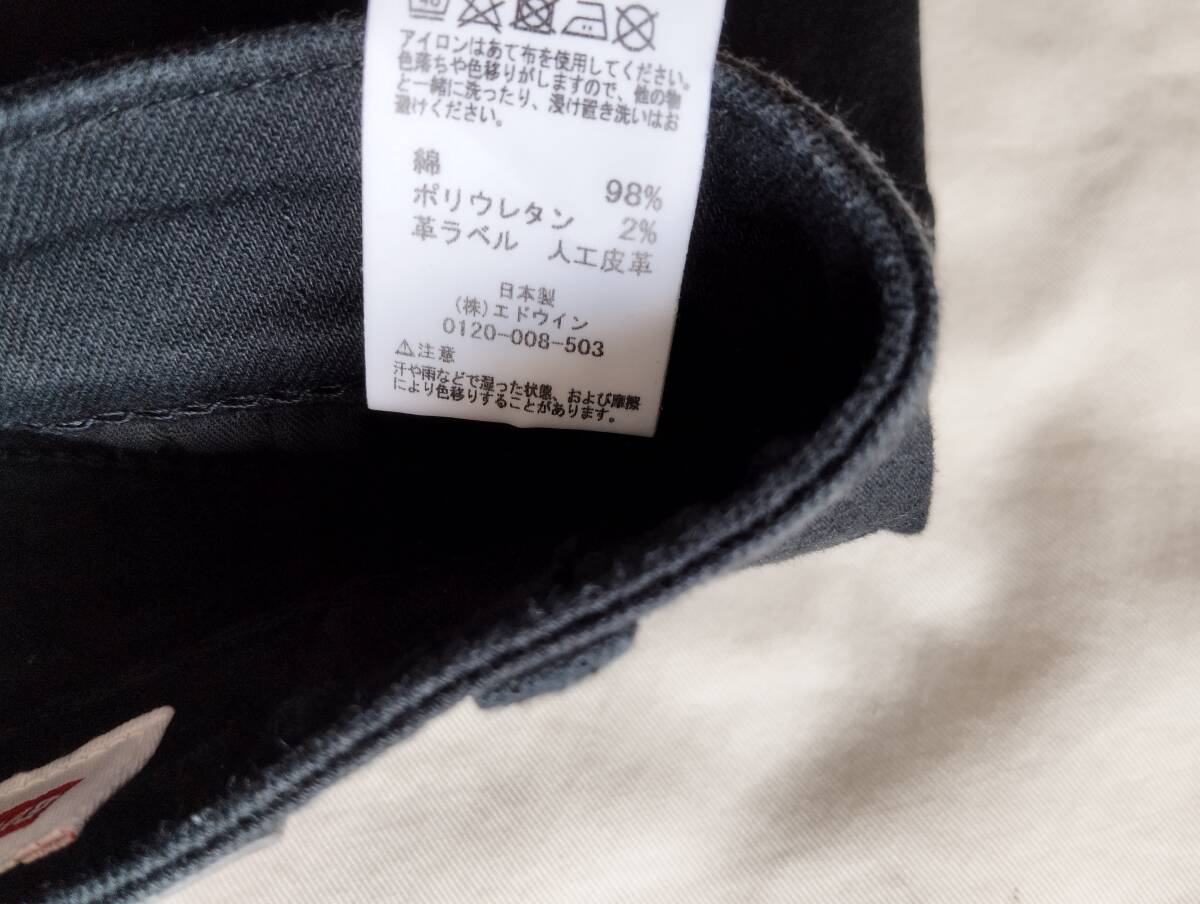 アイロンはあて布を使用してください。
色落ちや色移りがしますので、他の物
と一緒に洗ったり、浸け置き洗いはお
避けください。
綿 98%
ポリウレタン 2%
革ラベル 人工皮革
日本製
(株)エドウイン
0120-008-503
⚠注意
汗や雨などで湿った状態、および摩擦
により色移りすることがあります。